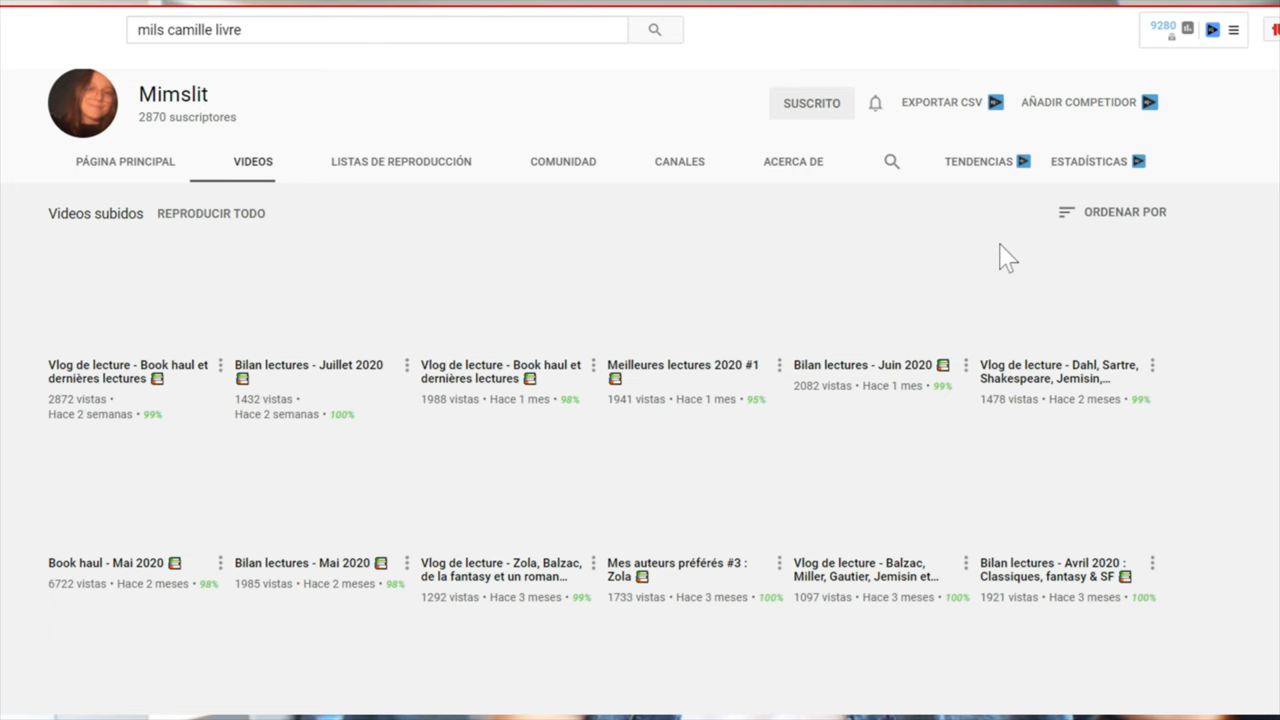 mils camille livre
9280
Mimslit
2870 suscriptores
SUSCRITO
EXPORTAR CSV
AÑADIR COMPETIDOR
PÁGINA PRINCIPAL
VIDEOS
LISTAS DE REPRODUCCIÓN
COMUNIDAD
CANALES
ACERCA DE
TENDENCIAS
ESTADÍSTICAS
Videos subidos
REPRODUCIR TODO
ORDENAR POR
Vlog de lecture - Book haul et
dernières lectures 📚
2872 vistas •
Hace 2 semanas • 99%
Bilan lectures - Juillet 2020
📚
1432 vistas •
Hace 2 semanas • 100%
Vlog de lecture - Book haul et
dernières lectures 📚
1988 vistas • Hace 1 mes • 98%
Meilleures lectures 2020 #1
📚
1941 vistas • Hace 1 mes • 95%
Bilan lectures - Juin 2020 📚
2082 vistas • Hace 1 mes • 99%
Vlog de lecture - Dahl, Sartre,
Shakespeare, Jemisin,...
1478 vistas • Hace 2 meses • 99%
Book haul - Mai 2020 📚
6722 vistas • Hace 2 meses • 98%
Bilan lectures - Mai 2020 📚
1985 vistas • Hace 2 meses • 98%
Vlog de lecture - Zola, Balzac,
de la fantasy et un roman...
1292 vistas • Hace 3 meses • 99%
Mes auteurs préférés #3 :
Zola 📚
1733 vistas • Hace 3 meses • 100%
Vlog de lecture - Balzac,
Miller, Gautier, Jemisin et...
1097 vistas • Hace 3 meses • 100%
Bilan lectures - Avril 2020 :
Classiques, fantasy & SF 📚
1921 vistas • Hace 3 meses • 100%